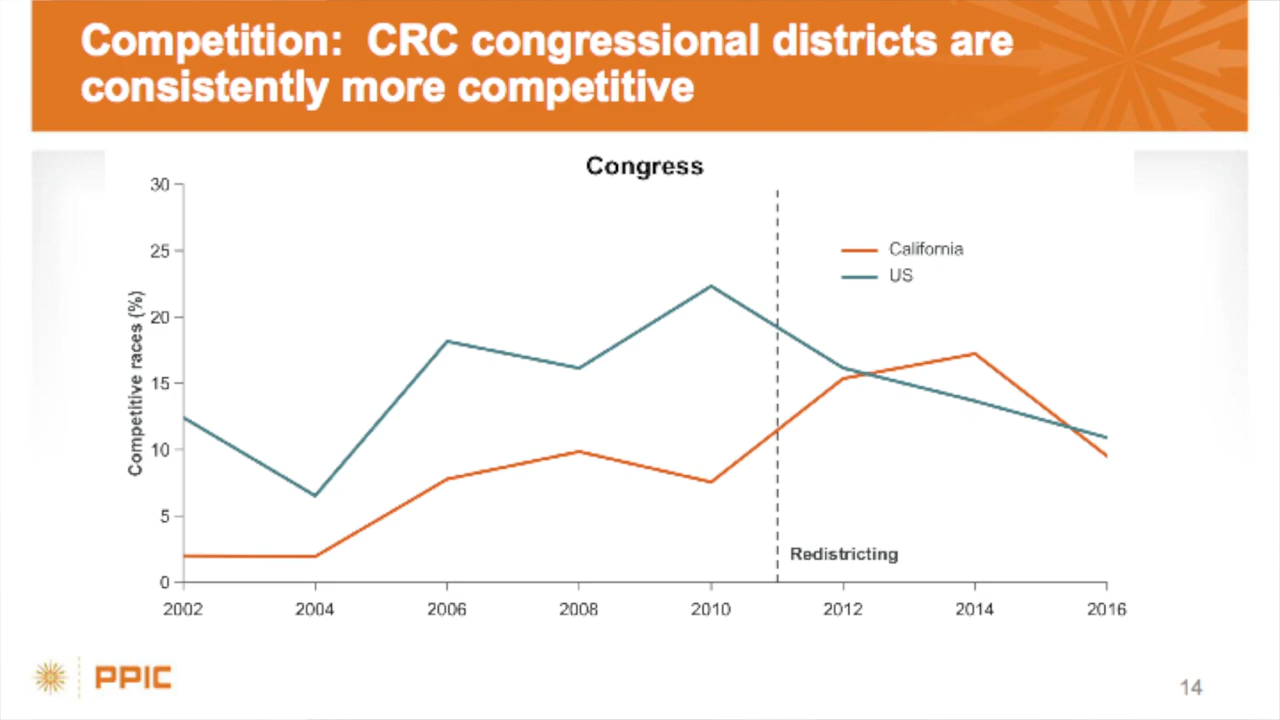 Competition:  CRC congressional districts are
consistently more competitive
Congress
30
25
20
15
10
5
0
Competitive races (%)
California
US
Redistricting
2002 2004 2006 2008 2010 2012 2014 2016
PPIC
14